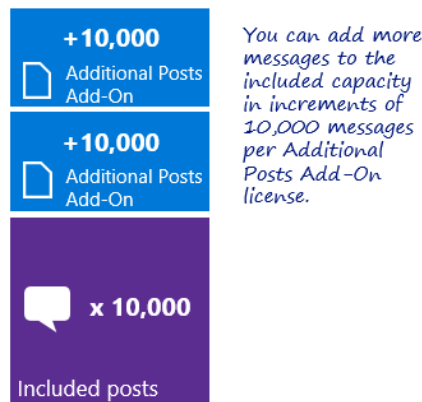 +10,000
Additional Posts
Add-On
+10,000
Additional Posts
Add-On
x 10,000
Included posts
You can add more
messages to the
included capacity
in increments of
10,000 messages
per Additional
Posts Add-On
license.